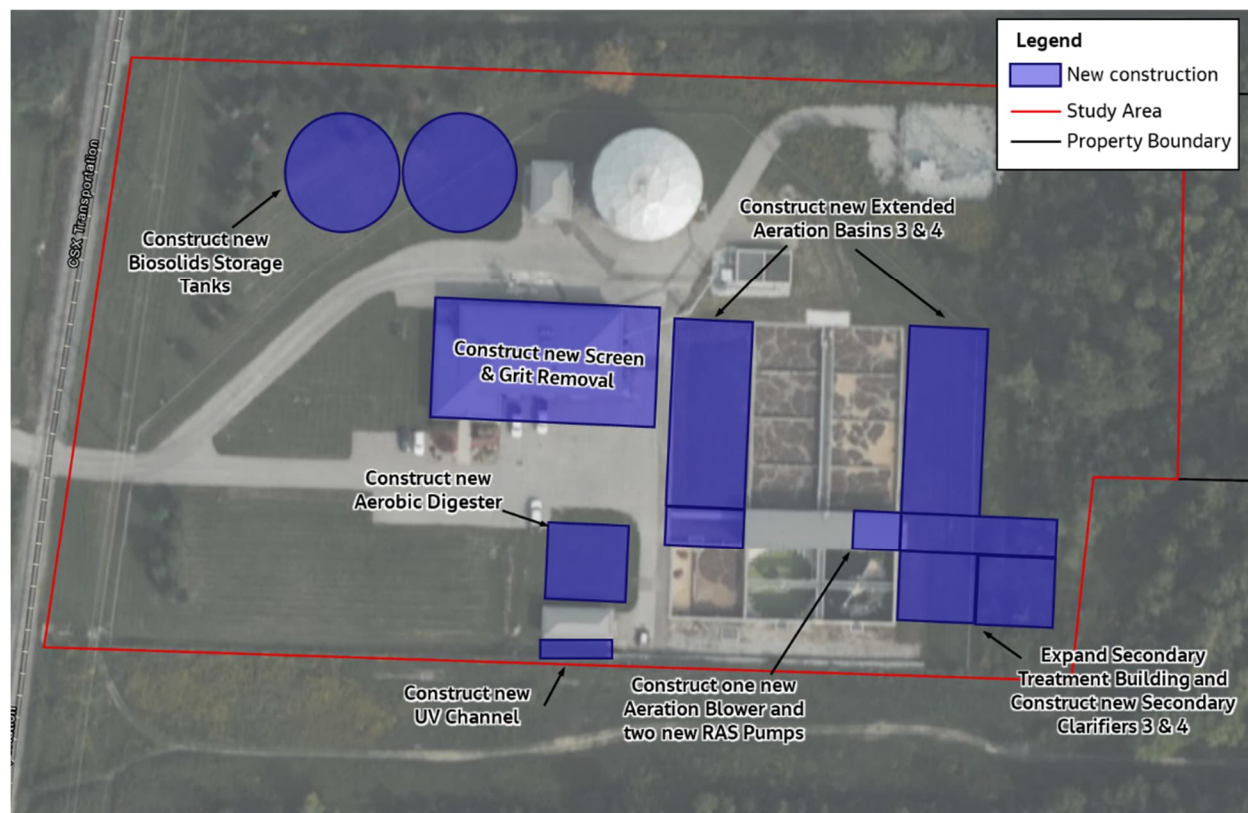 Legend
New construction
Study Area
Property Boundary
CSX Transportation
Construct new
Biosolids Storage
Tanks
Construct new Extended
Aeration Basins 3 & 4
Construct new Screen
& Grit Removal
Construct new
Aerobic Digester
Construct new
UV Channel
Construct one new
Aeration Blower and
two new RAS Pumps
Expand Secondary
Treatment Building and
Construct new Secondary
Clarifiers 3 & 4